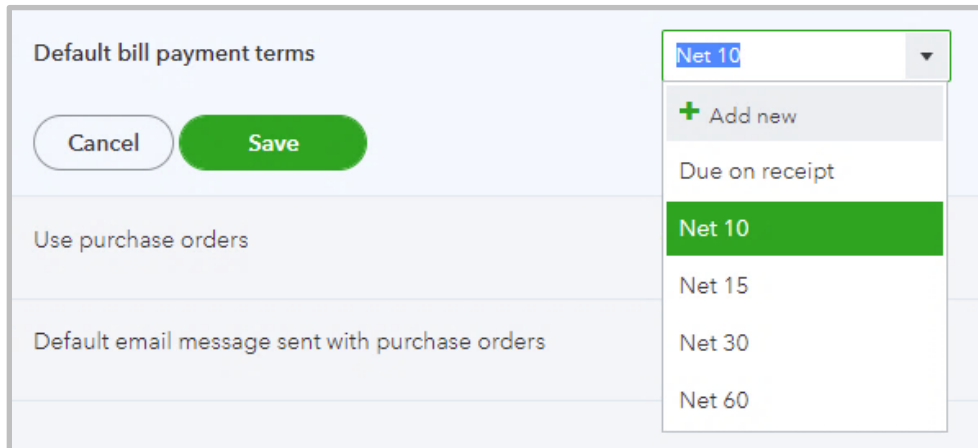 Default bill payment terms
Net 10
Cancel
Save
Add new
Due on receipt
Net 10
Net 15
Net 30
Net 60
Use purchase orders
Default email message sent with purchase orders